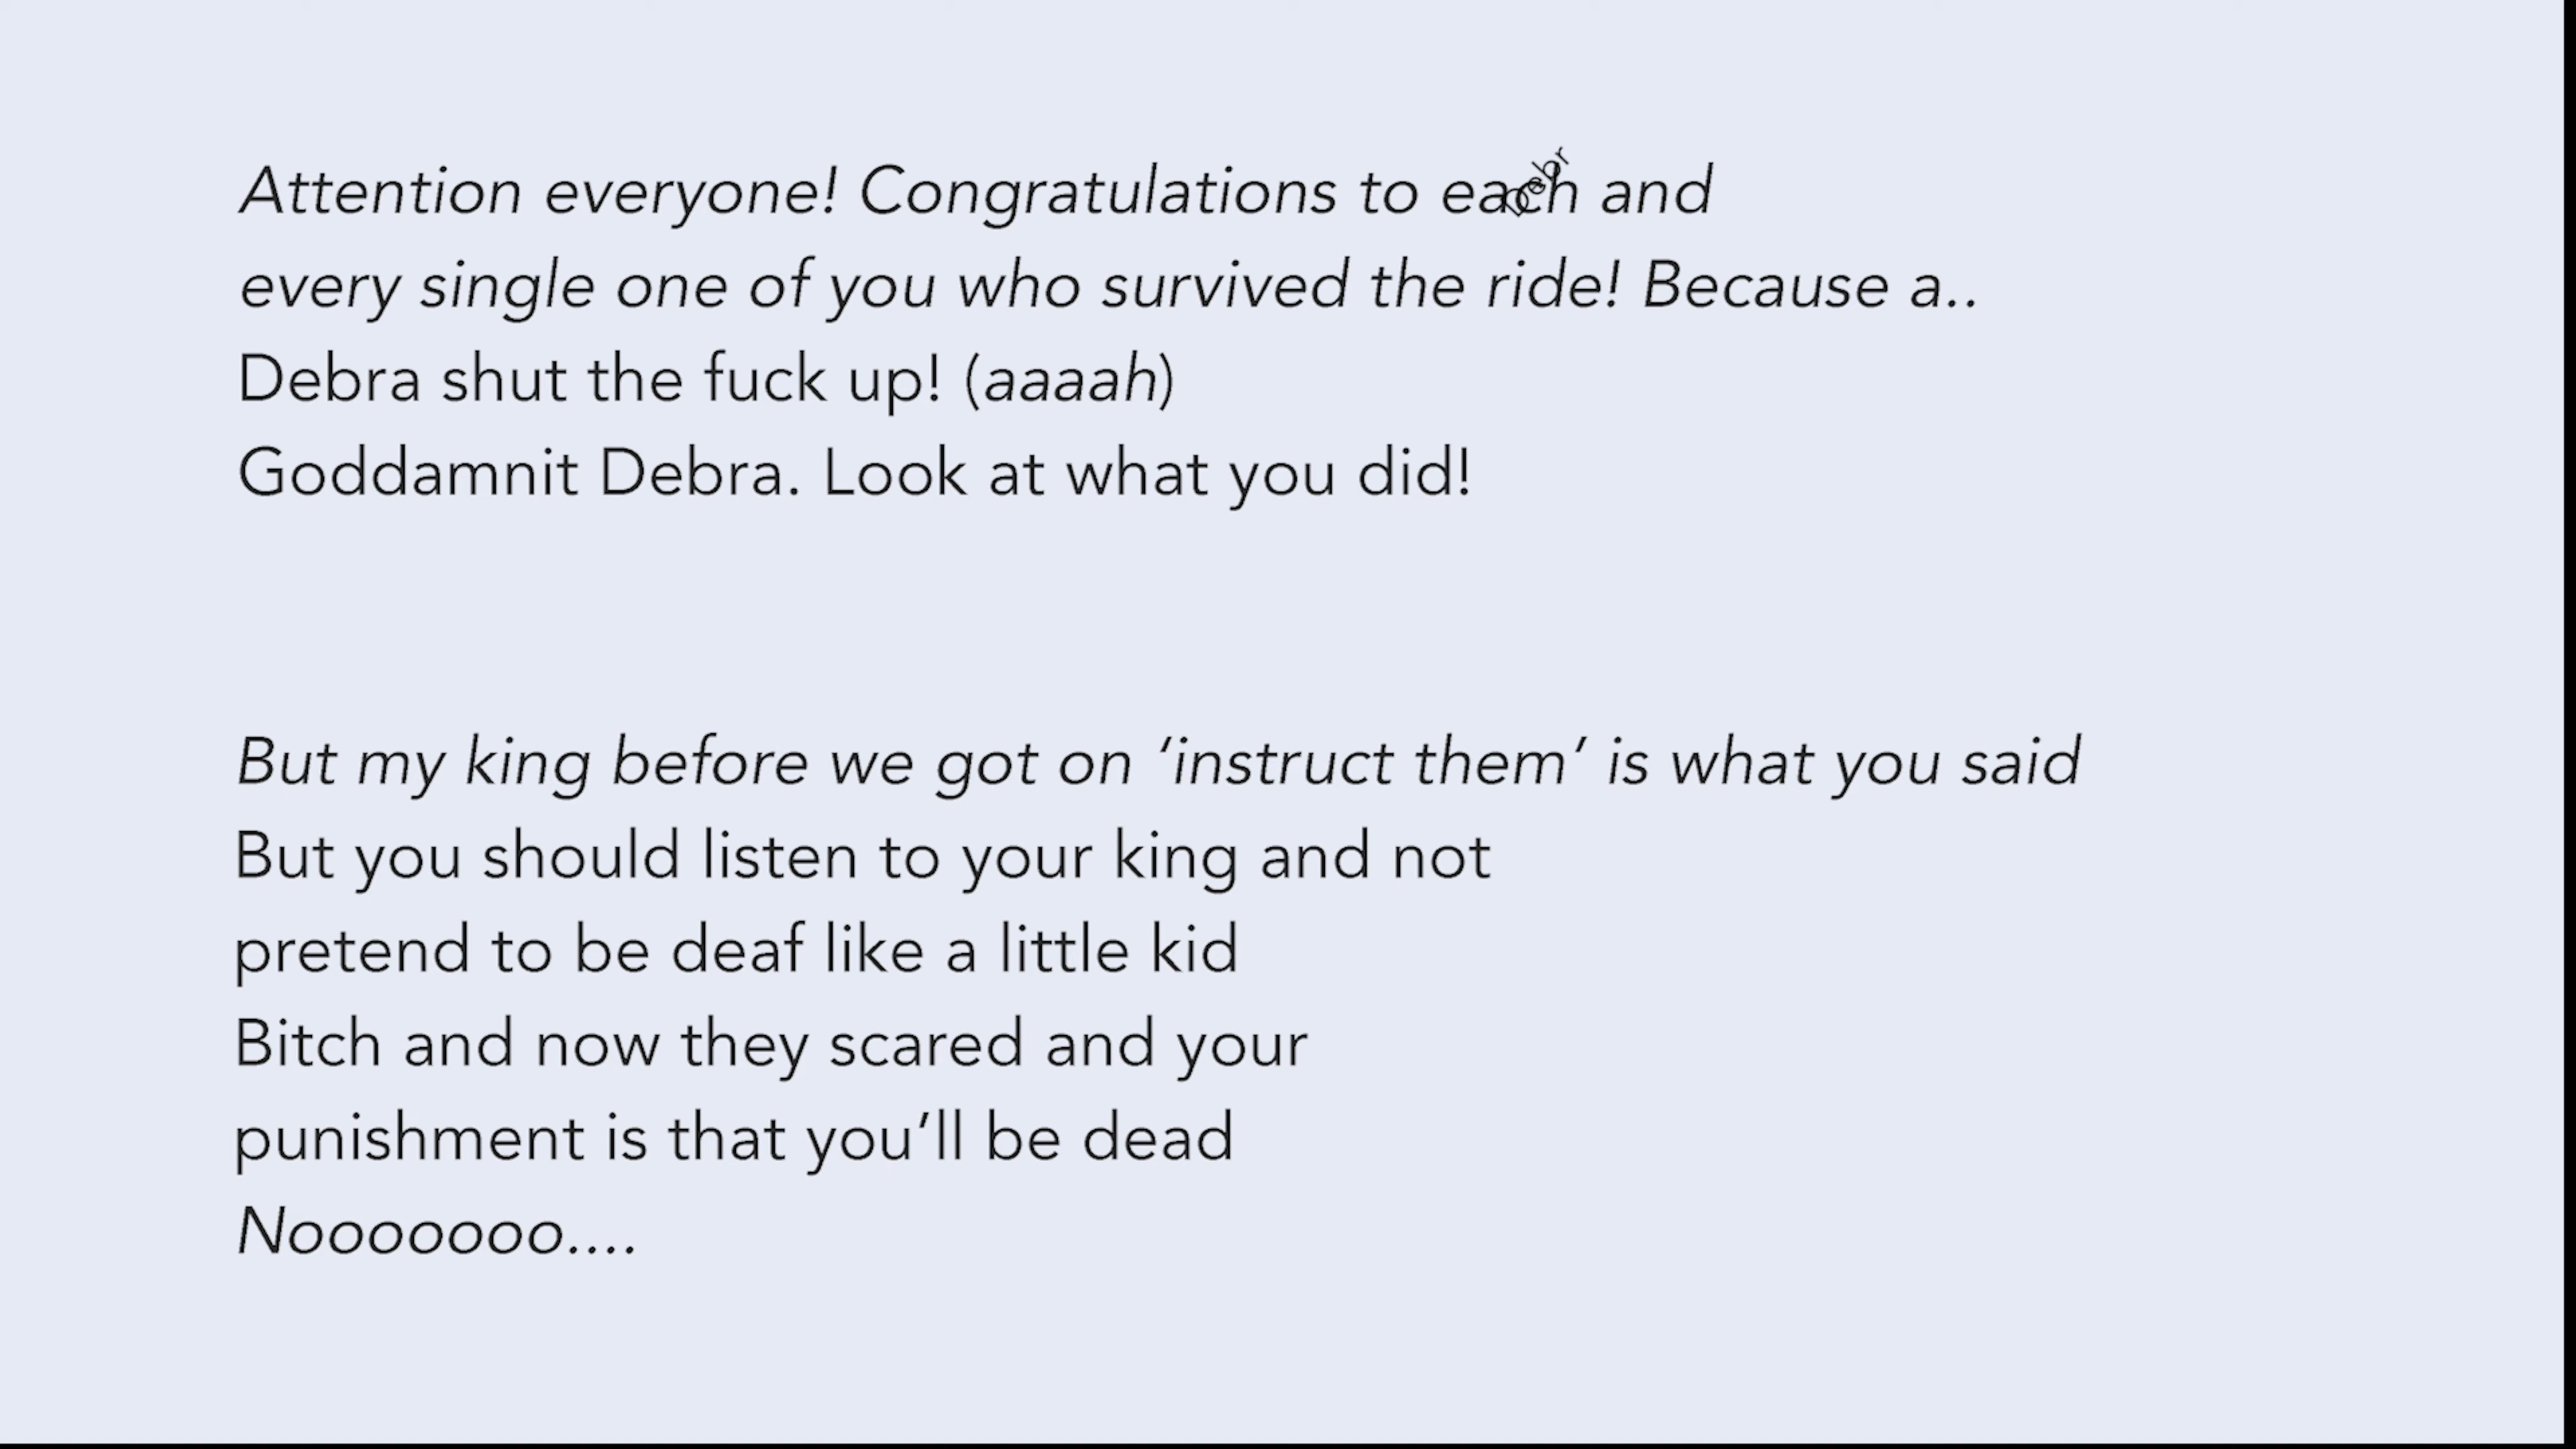 Attention everyone! Congratulations to each and
Debr
every single one of you who survived the ride! Because a..
Debra shut the fuck up! (aaaah)
Goddamnit Debra. Look at what you did!
But my king before we got on ‘instruct them’ is what you said
But you should listen to your king and not
pretend to be deaf like a little kid
Bitch and now they scared and your
punishment is that you’ll be dead
Nooooooo....